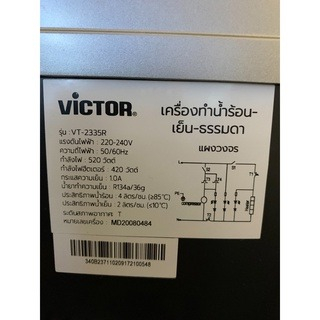 VICTOR
เครื่องทำน้ำร้อน-
เย็น-ธรรมดา
รุ่น : VT-2335R
แรงดันไฟฟ้า : 220-240V
ความถี่ไฟฟ้า : 50/60Hz
กำลังไฟ : 520 วัตต์
กำลังไฟฮีตเตอร์ : 420 วัตต์
กระแสความเย็น : 1.0A
น้ำยาทำความเย็น : R134a/36g
ประสิทธิภาพน้ำร้อน : 4 ลิตร/ชม. (≥85°C)
ประสิทธิภาพน้ำเย็น : 2 ลิตร/ชม. (≤10°C)
ระดับสภาพอากาศ : T
หมายเลขเครื่อง : MD20080484
แผงวงจร
PE
340B237110209172100548